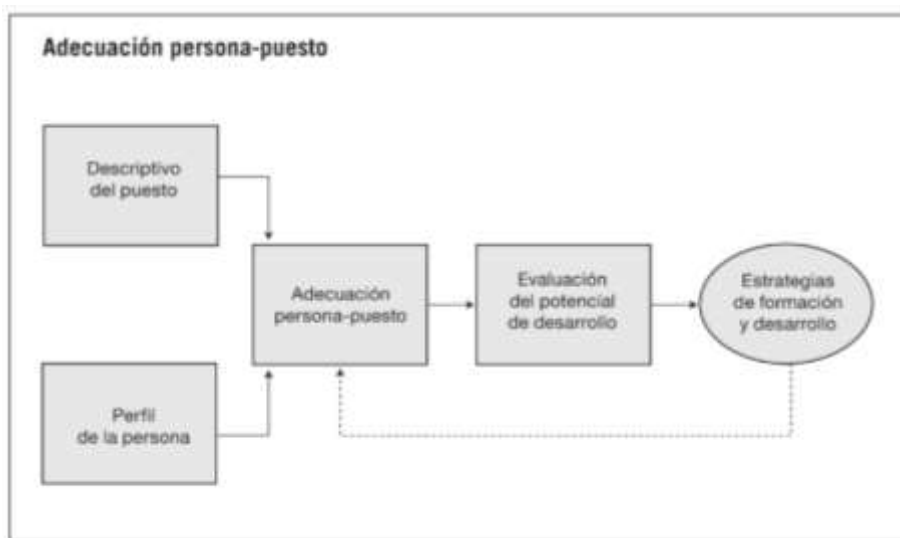 Adecuación persona-puesto
Descriptivo
del puesto
Adecuación
persona-puesto
Evaluación
del potencial
de desarrollo
Estrategias
de formación
y desarrollo
Perfil
de la persona